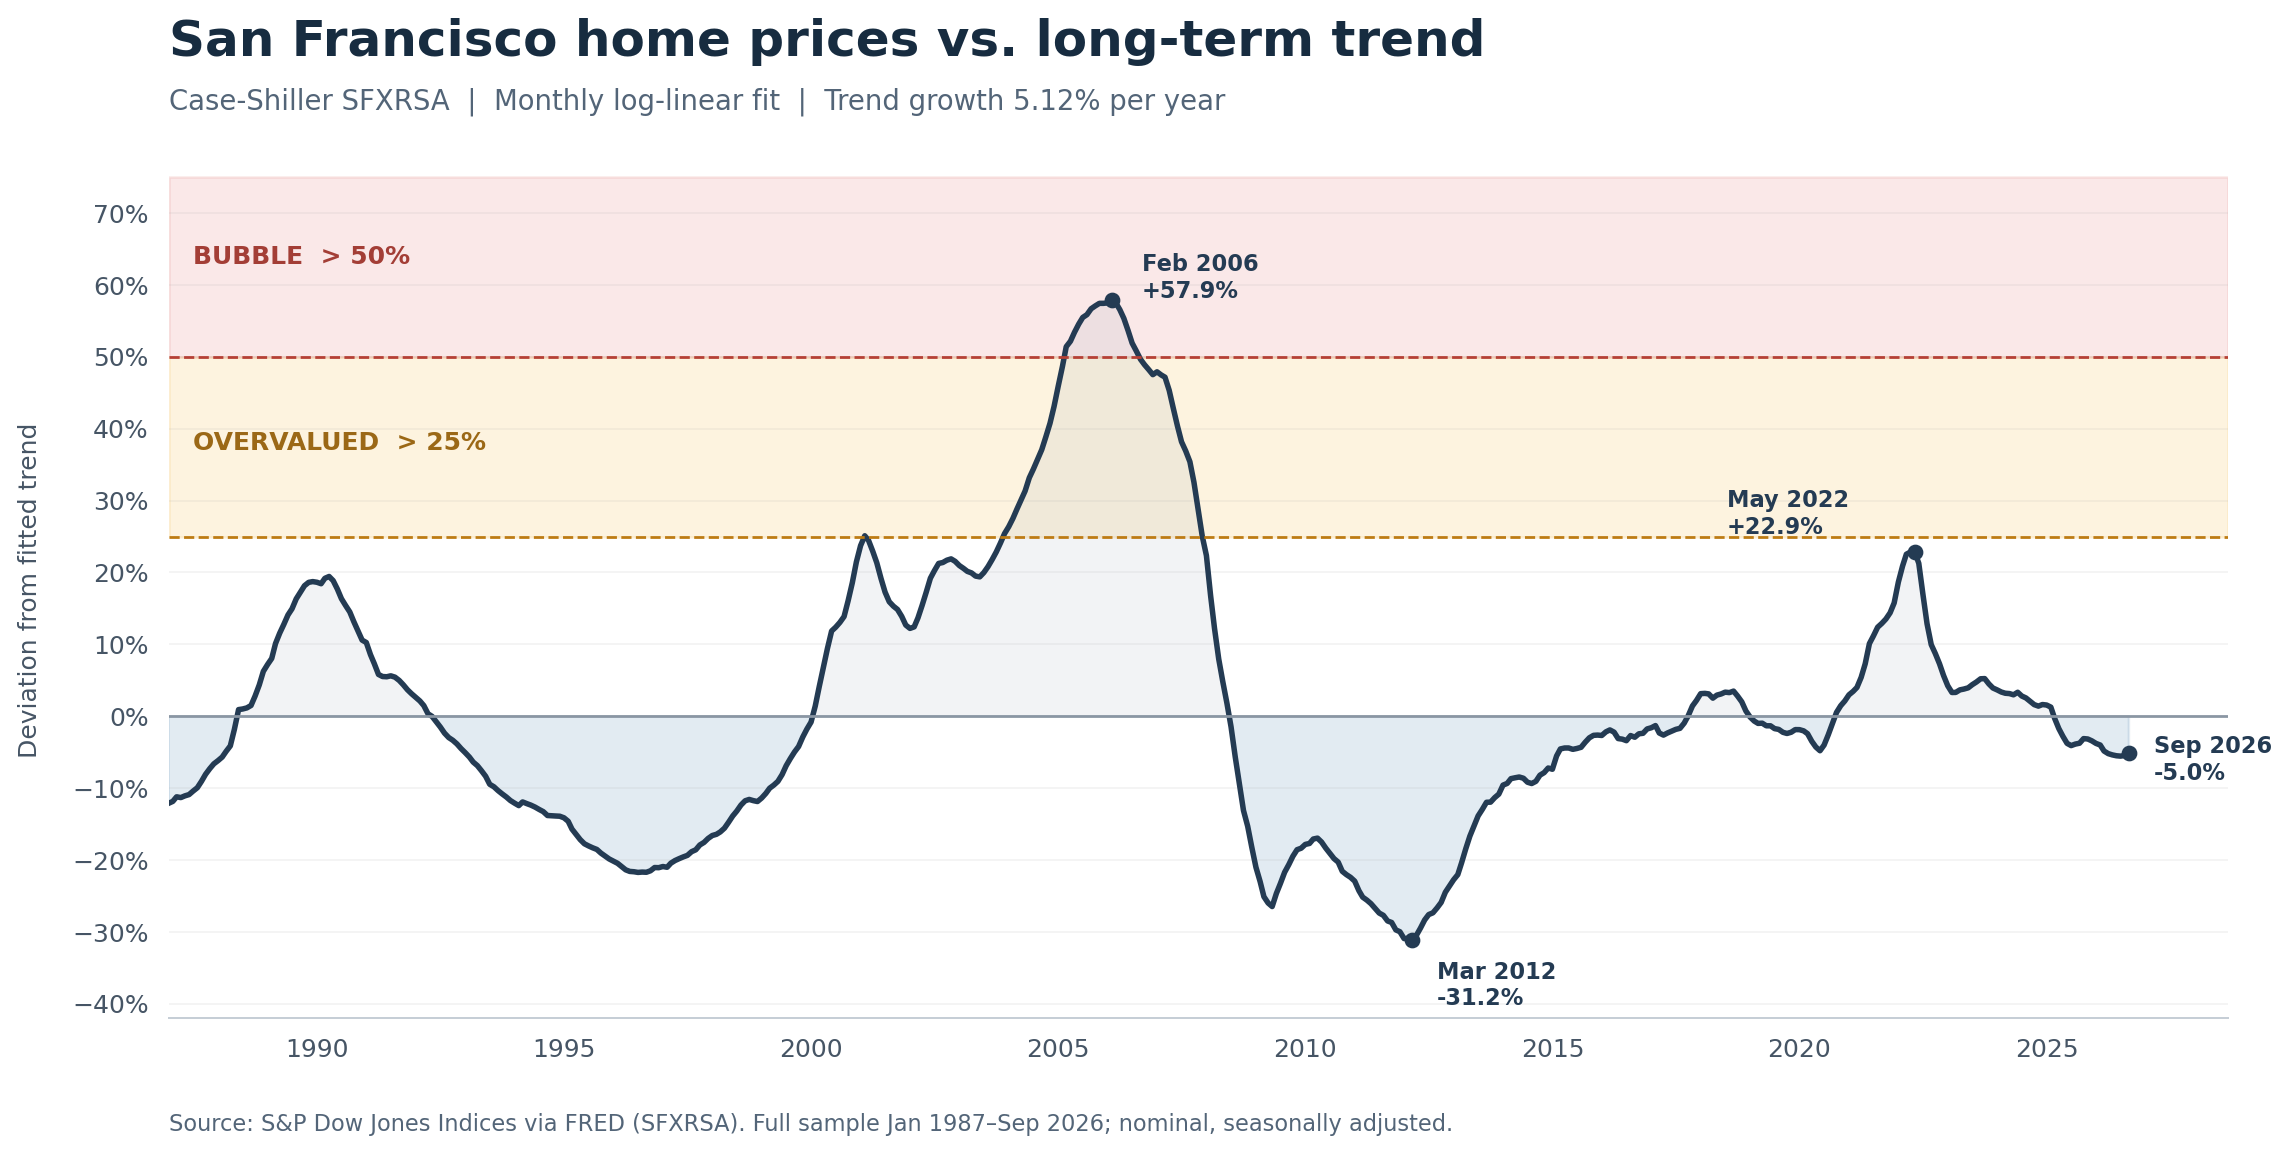 San Francisco home prices vs. long-term trend
Case-Shiller SFXRSA | Monthly log-linear fit | Trend growth 5.12% per year
Deviation from fitted trend
70%
60%
50%
40%
30%
20%
10%
0%
−10%
−20%
−30%
−40%
BUBBLE > 50%
OVERVALUED > 25%
Feb 2006
+57.9%
May 2022
+22.9%
Sep 2026
-5.0%
Mar 2012
-31.2%
1990 1995 2000 2005 2010 2015 2020 2025
Source: S&P Dow Jones Indices via FRED (SFXRSA). Full sample Jan 1987–Sep 2026; nominal, seasonally adjusted.